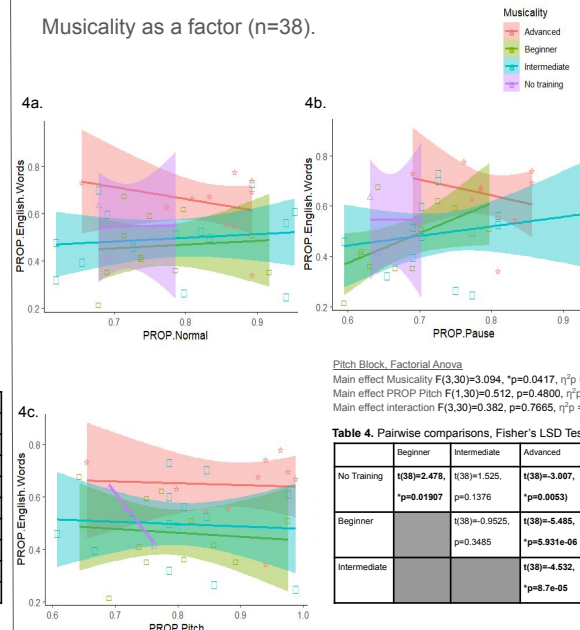 Musicality as a factor (n=38).
Musicality
Advanced
Beginner
Intermediate
No training
4a.
PROP.English.Words
0.8
0.6
0.4
0.2
0.7 0.8 0.9
PROP.Normal
4b.
PROP.English.Words
0.8
0.6
0.4
0.2
0.6 0.7 0.8 0.9
PROP.Pause
4c.
PROP.English.Words
0.8
0.6
0.4
0.2
0.6 0.7 0.8 0.9 1.0
PROP.Pitch
Pitch Block, Factorial Anova
Main effect Musicality F(3,30)=3.094, *p=0.0417, η²p
Main effect PROP Pitch F(1,30)=0.512, p=0.4800, η²p
Main effect interaction F(3,30)=0.382, p=0.7665, η²p =
Table 4. Pairwise comparisons, Fisher's LSD Tes
Beginner Intermediate Advanced
No Training t(38)=2.478, t(38)=1.525, t(38)=-3.007,
*p=0.01907 p=0.1376 *p=0.0053)
Beginner t(38)=-0.9525, t(38)=-5.485,
p=0.3485 *p=5.931e-06
Intermediate t(38)=-4.532,
*p=8.7e-05